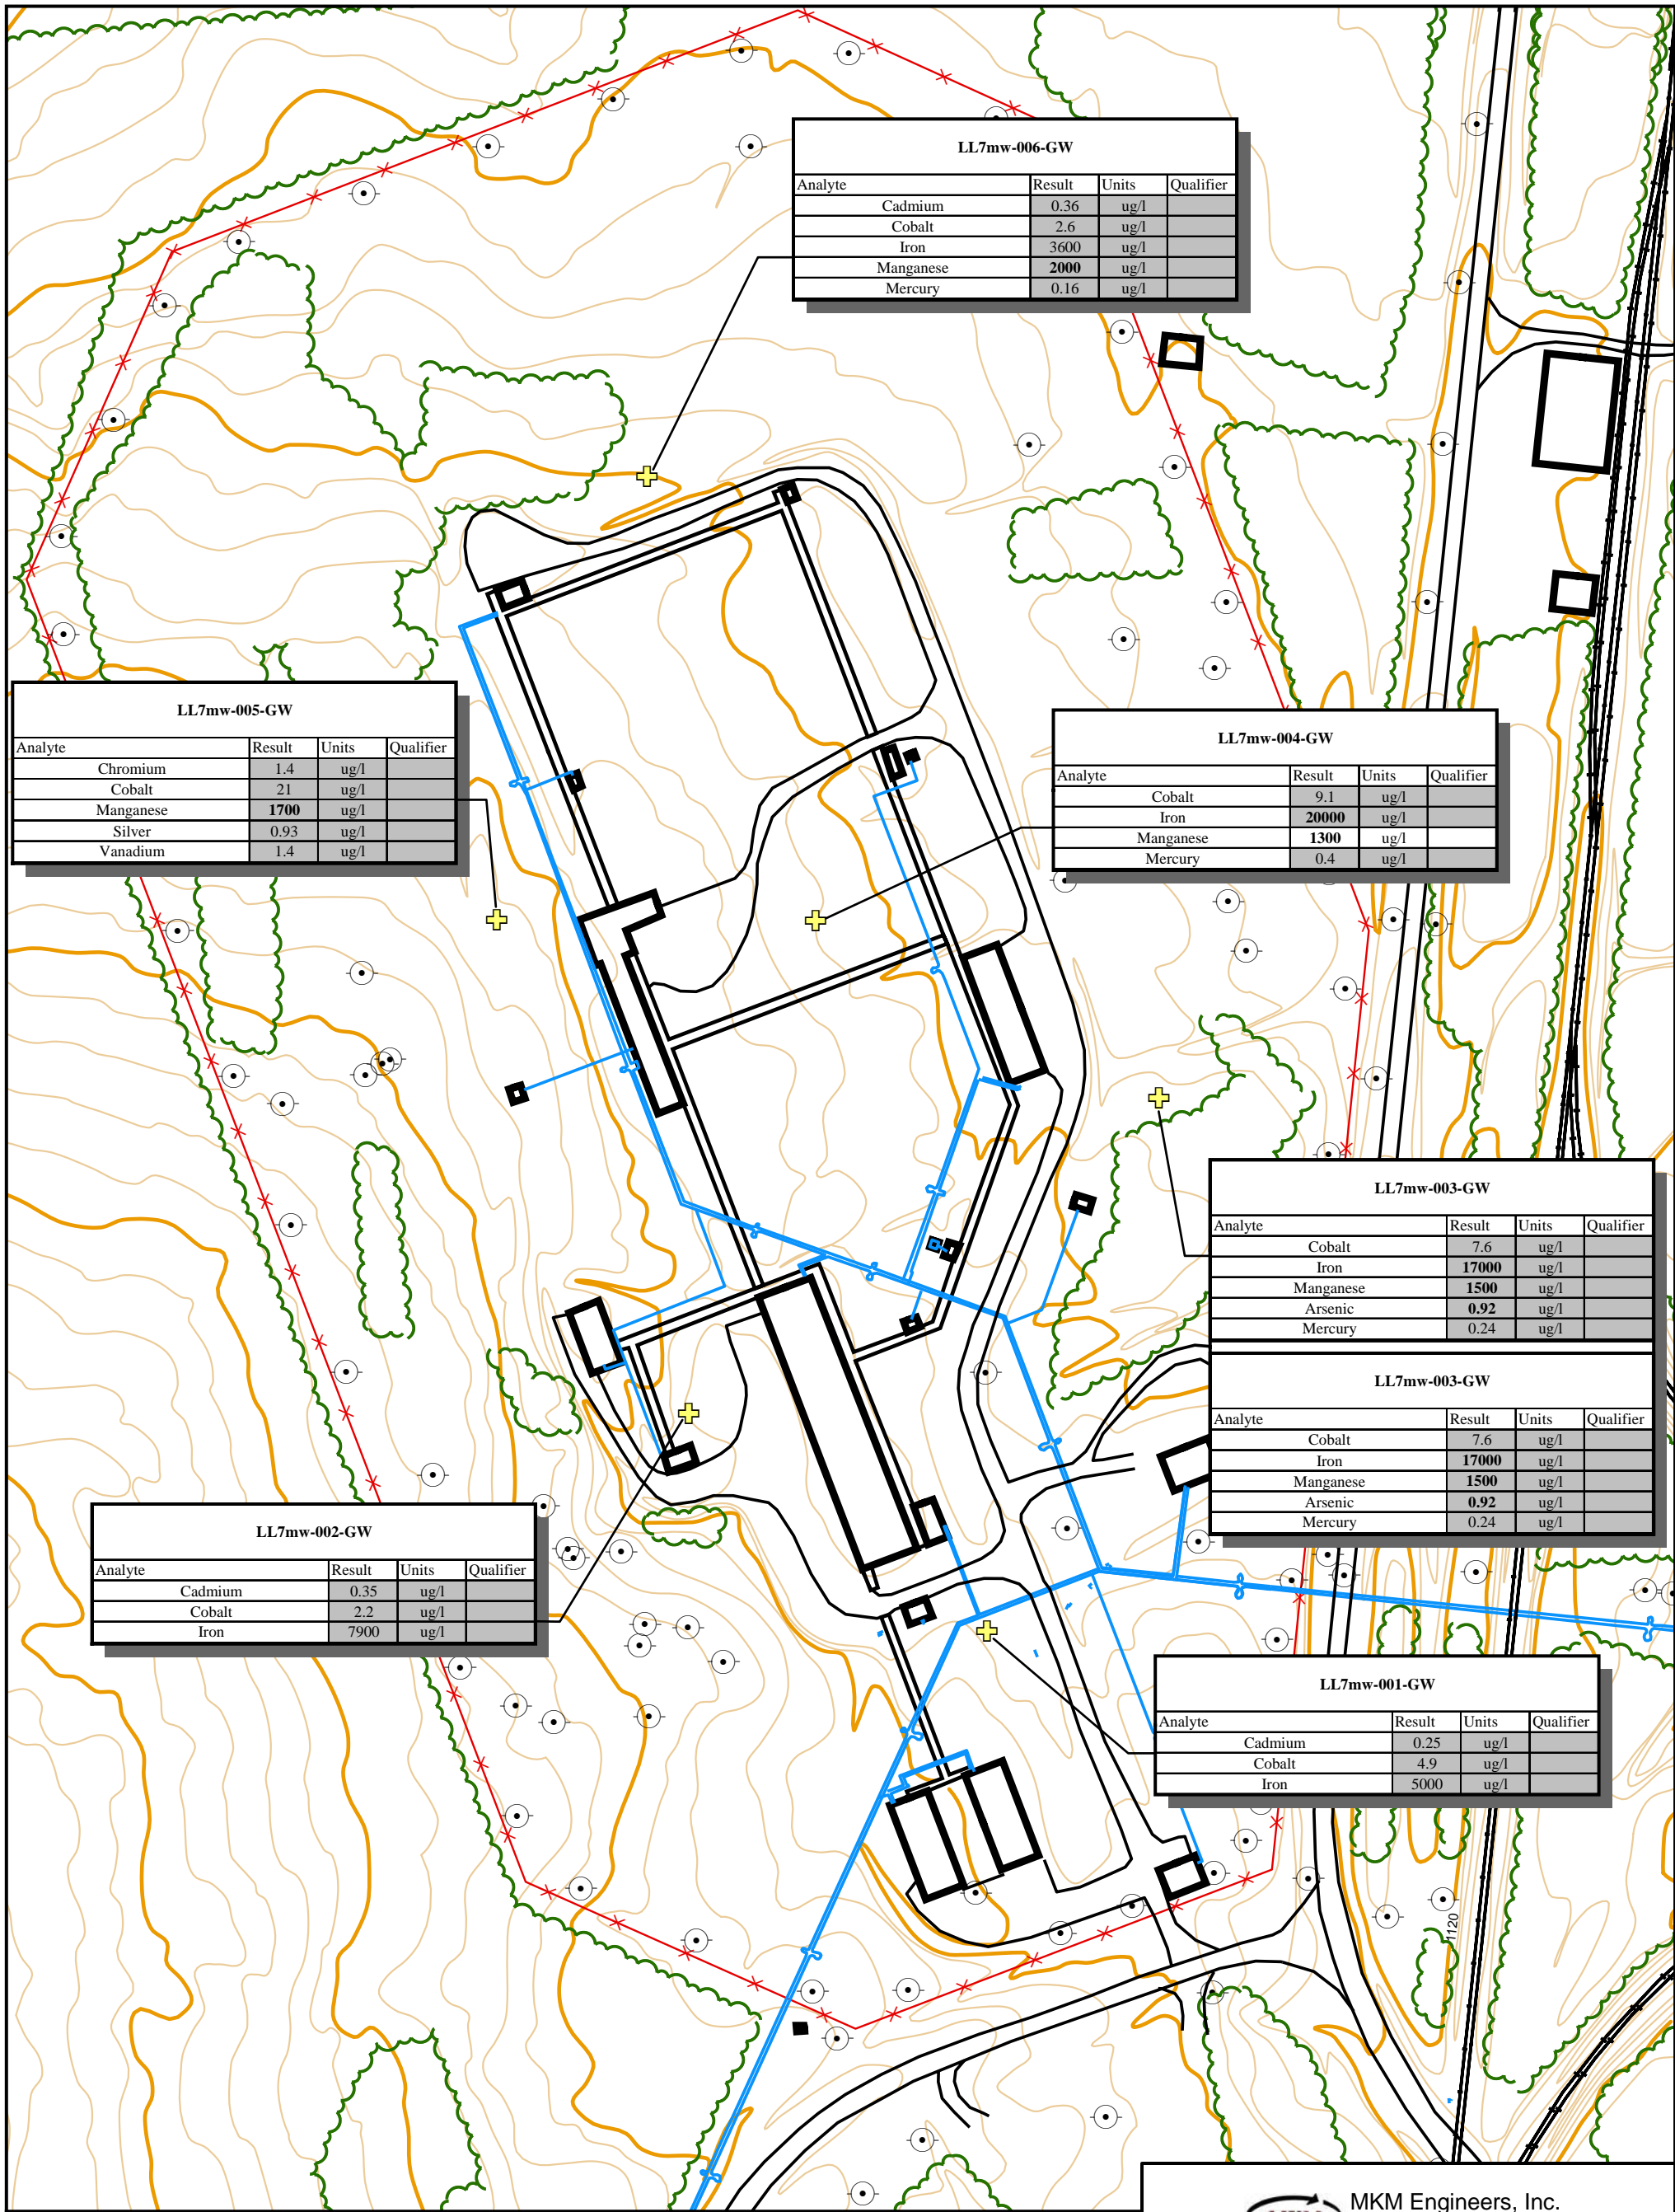 LL7mw-006-GW
Analyte Result Units Qualifier
Cadmium 0.36 ug/l
Cobalt 2.6 ug/l
Iron 3600 ug/l
Manganese 2000 ug/l
Mercury 0.16 ug/l
LL7mw-005-GW
Analyte Result Units Qualifier
Chromium 1.4 ug/l
Cobalt 21 ug/l
Manganese 1700 ug/l
Silver 0.93 ug/l
Vanadium 1.4 ug/l
LL7mw-004-GW
Analyte Result Units Qualifier
Cobalt 9.1 ug/l
Iron 20000 ug/l
Manganese 1300 ug/l
Mercury 0.4 ug/l
LL7mw-003-GW
Analyte Result Units Qualifier
Cobalt 7.6 ug/l
Iron 17000 ug/l
Manganese 1500 ug/l
Arsenic 0.92 ug/l
Mercury 0.24 ug/l
LL7mw-003-GW
Analyte Result Units Qualifier
Cobalt 7.6 ug/l
Iron 17000 ug/l
Manganese 1500 ug/l
Arsenic 0.92 ug/l
Mercury 0.24 ug/l
LL7mw-002-GW
Analyte Result Units Qualifier
Cadmium 0.35 ug/l
Cobalt 2.2 ug/l
Iron 7900 ug/l
LL7mw-001-GW
Analyte Result Units Qualifier
Cadmium 0.25 ug/l
Cobalt 4.9 ug/l
Iron 5000 ug/l
1120
MKM Engineers, Inc.